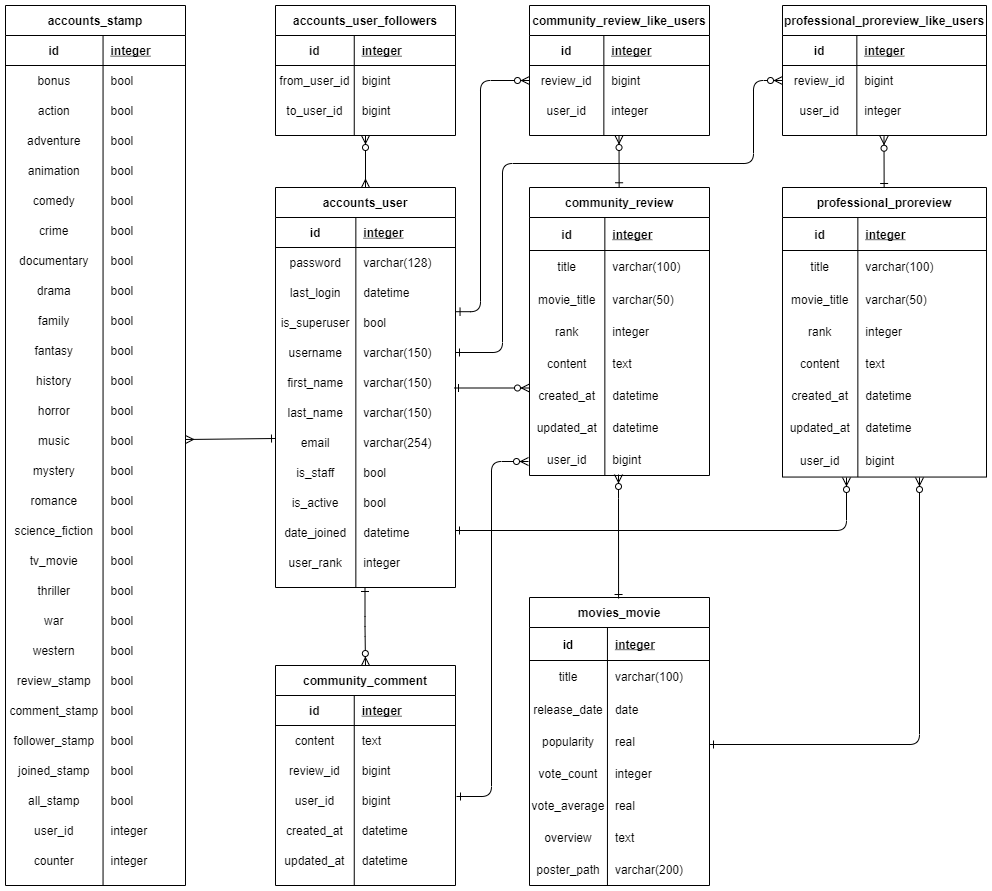 accounts_stamp
id integer
bonus bool
action bool
adventure bool
animation bool
comedy bool
crime bool
documentary bool
drama bool
family bool
fantasy bool
history bool
horror bool
music bool
mystery bool
romance bool
science_fiction bool
tv_movie bool
thriller bool
war bool
western bool
review_stamp bool
comment_stamp bool
follower_stamp bool
joined_stamp bool
all_stamp bool
user_id integer
counter integer
accounts_user_followers
id integer
from_user_id bigint
to_user_id bigint
accounts_user
id integer
password varchar(128)
last_login datetime
is_superuser bool
username varchar(150)
first_name varchar(150)
last_name varchar(150)
email varchar(254)
is_staff bool
is_active bool
date_joined datetime
user_rank integer
community_comment
id integer
content text
review_id bigint
user_id bigint
created_at datetime
updated_at datetime
community_review_like_users
id integer
review_id bigint
user_id integer
community_review
id integer
title varchar(100)
movie_title varchar(50)
rank integer
content text
created_at datetime
updated_at datetime
user_id bigint
movies_movie
id integer
title varchar(100)
release_date date
popularity real
vote_count integer
vote_average real
overview text
poster_path varchar(200)
professional_proreview_like_users
id integer
review_id bigint
user_id integer
professional_proreview
id integer
title varchar(100)
movie_title varchar(50)
rank integer
content text
created_at datetime
updated_at datetime
user_id bigint